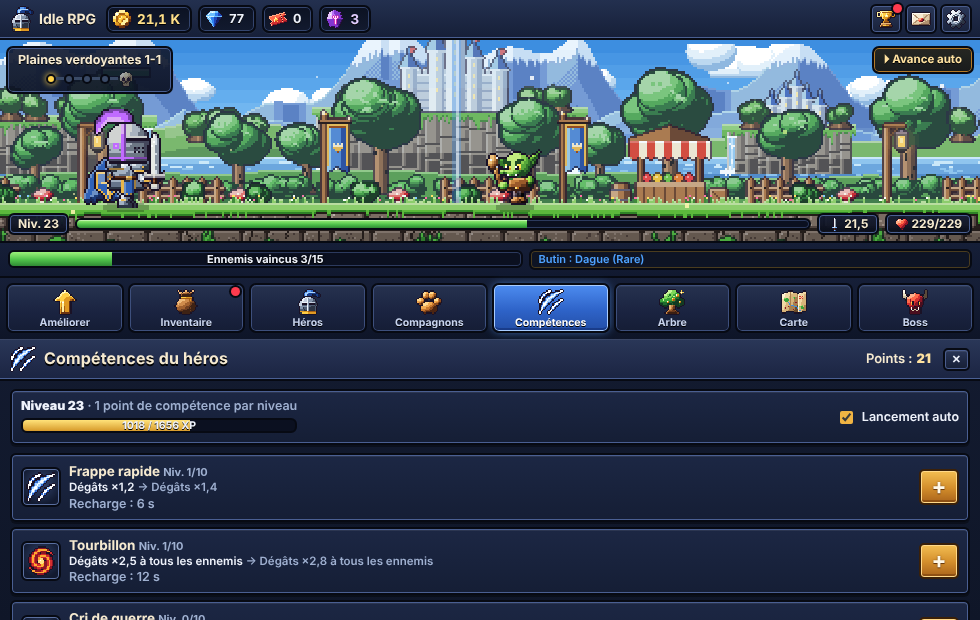 Idle RPG
21,1 K
77
0
3
Plaines verdoyantes 1-1
Avance auto
Niv. 23
21,5
229/229
Ennemis vaincus 3/15
Butin : Dague (Rare)
Améliorer
Inventaire
Héros
Compagnons
Compétences
Arbre
Carte
Boss
Compétences du héros
Points : 21
×
Niveau 23 · 1 point de compétence par niveau
1018 / 1656 XP
Lancement auto
Frappe rapide Niv. 1/10
Dégâts ×1,2 → Dégâts ×1,4
Recharge : 6 s
+
Tourbillon Niv. 1/10
Dégâts ×2,5 à tous les ennemis → Dégâts ×2,8 à tous les ennemis
Recharge : 12 s
+
Cri de guerre Niv. 0/10